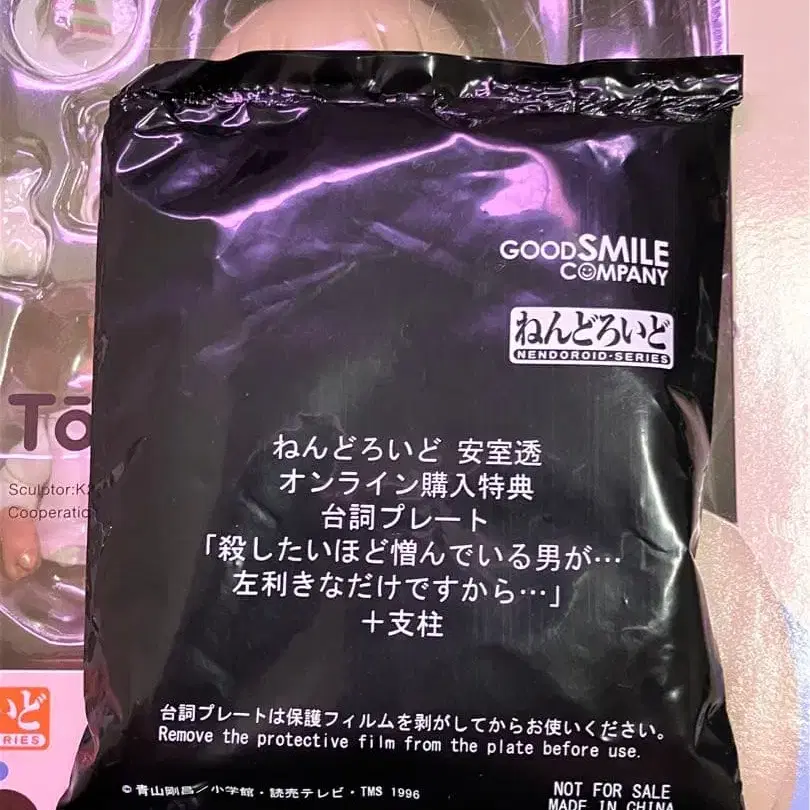 GOODSMILE
COMPANY
ねんどろいど
NENDOROID-SERIES
ねんどろいど 安室透
オンライン購入特典
台詞プレート
「殺したいほど憎んでいる男が…
左利きなだけですから…」
＋支柱
台詞プレートは保護フィルムを剥がしてからお使いください。
Remove the protective film from the plate before use.
©青山剛昌／小学館・読売テレビ・TMS 1996
NOT FOR SALE
MADE IN CHINA
Tō
Sculptor: